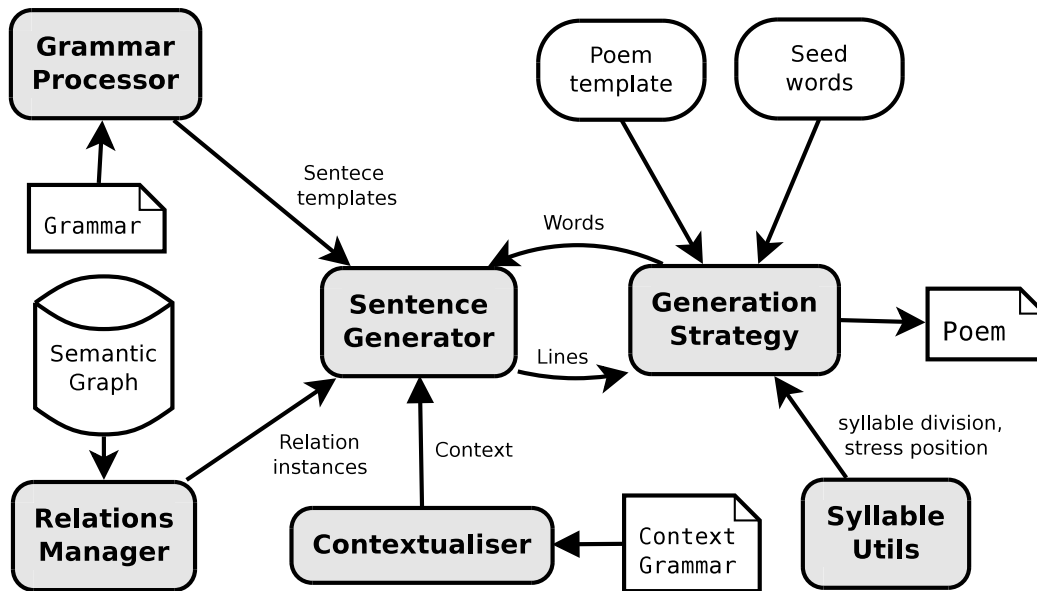 Grammar
Processor
Poem
template
Seed
words
Sentece
templates
Grammar
Words
Sentence
Generator
Generation
Strategy
Poem
Semantic
Graph
Lines
Relation
instances
Context
syllable division,
stress position
Relations
Manager
Contextualiser
Context
Grammar
Syllable
Utils